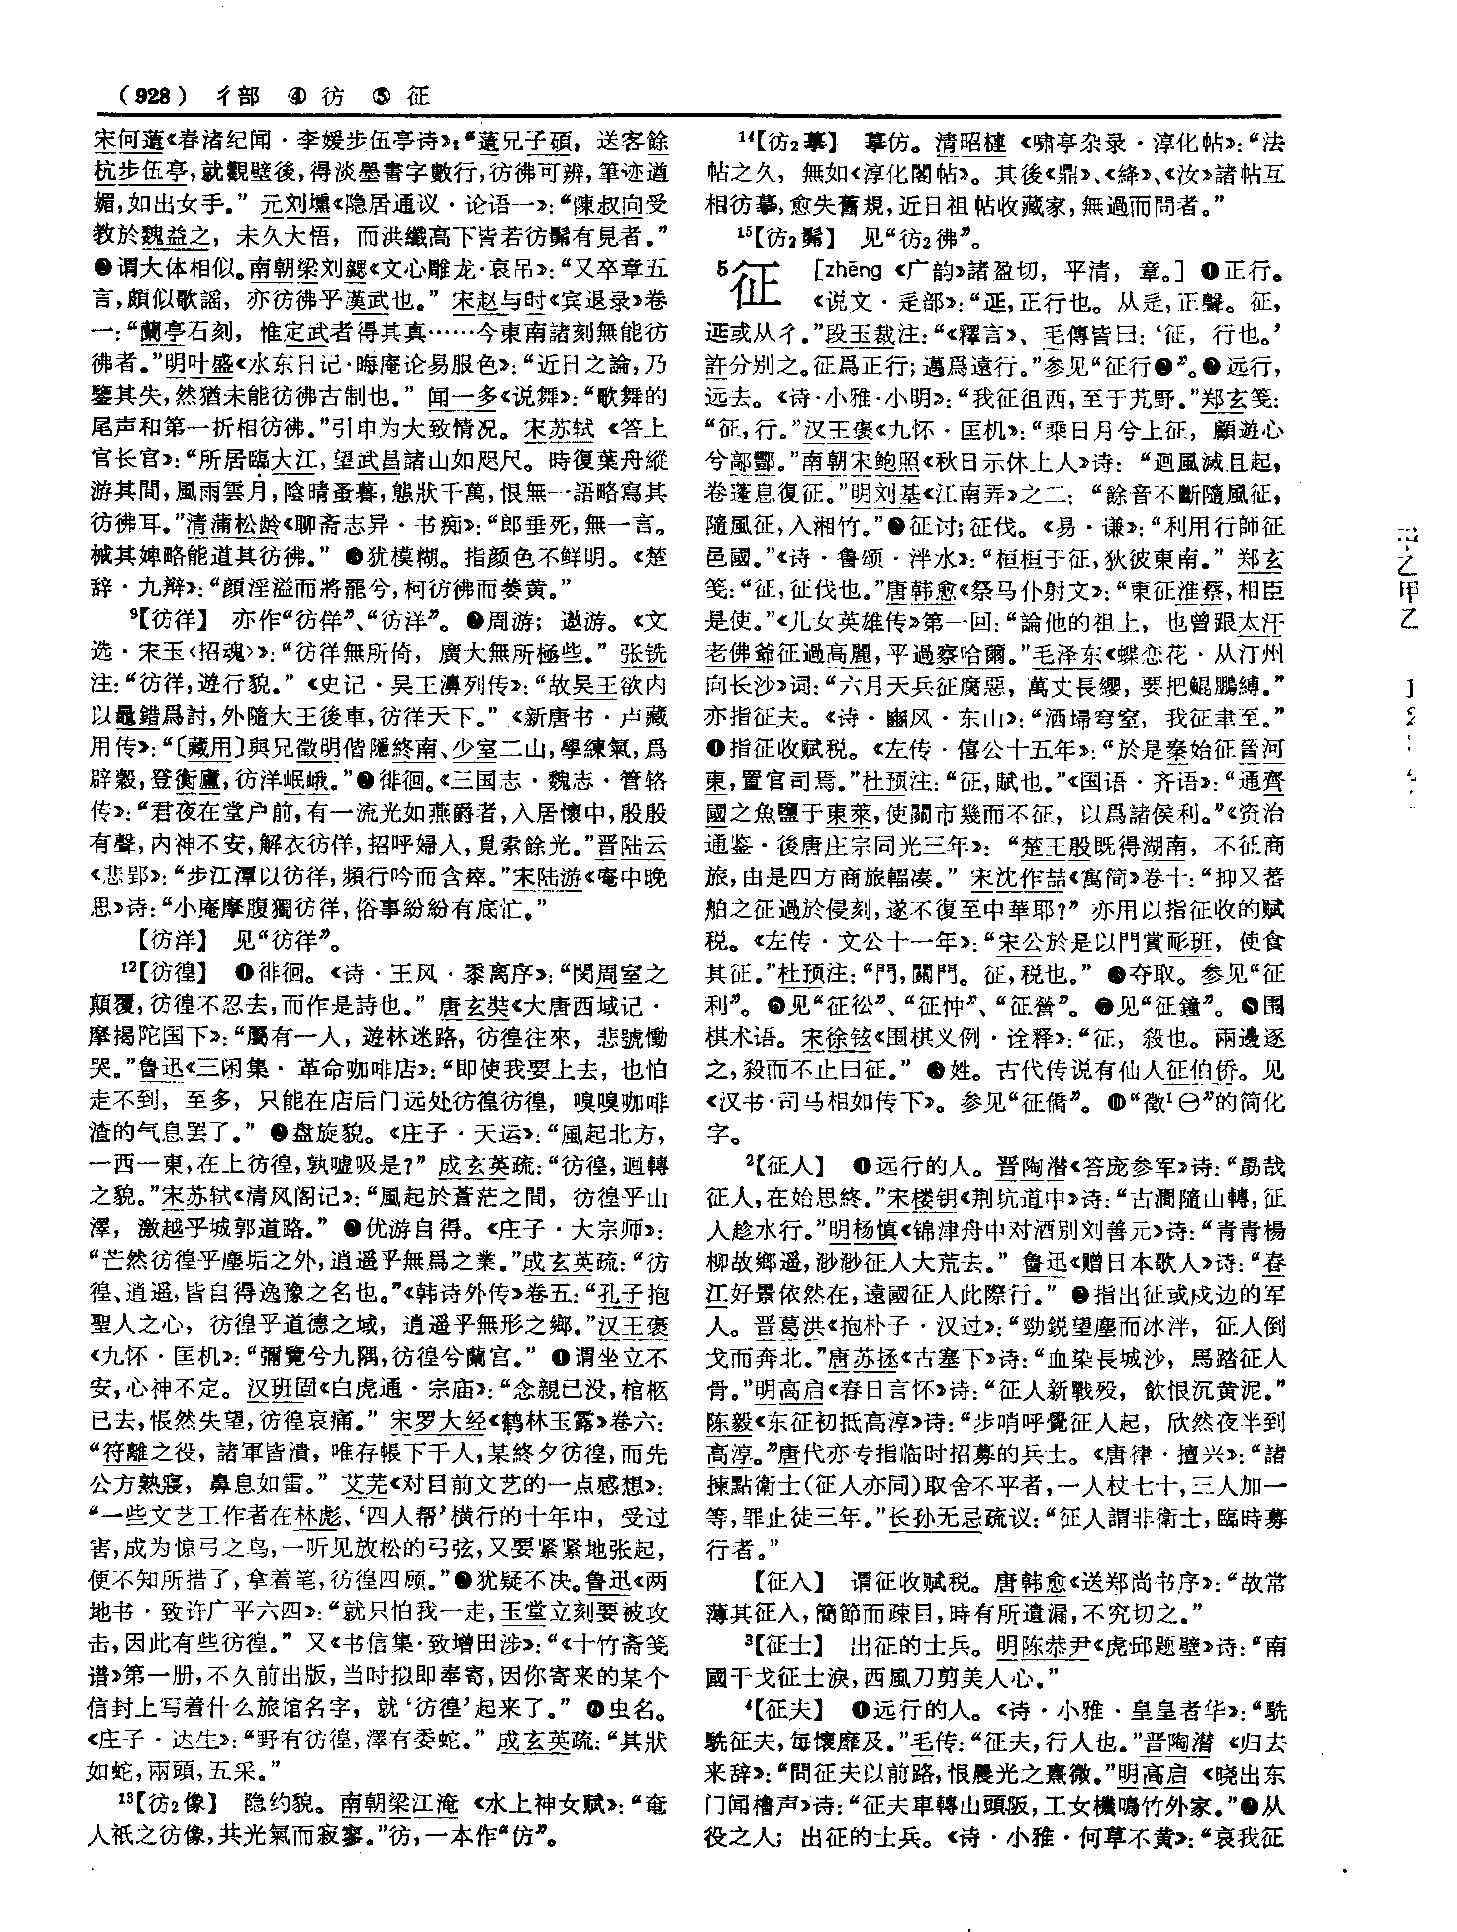 （928） 彳部 ④彷 ⑤征
宋何薳《春渚纪闻·李媛步伍亭诗》：“薳兄子碩，送客餘
杭步伍亭，就觀壁後，得淡墨書字數行，彷彿可辨，筆迹遒
媚，如出女手。” 元刘壎《隐居通议·论语一》：“陳叔向受
教於魏益之，未久大悟，而洪纖高下皆若彷髴有見者。”
❷谓大体相似。南朝梁刘勰《文心雕龙·哀吊》：“又卒章五
言，頗似歌謡，亦彷彿乎漢武也。” 宋赵与时《宾退录》卷
一：“蘭亭石刻，惟定武者得其真……今東南諸刻無能彷
彿者。”明叶盛《水东日记·晦庵论易服色》：“近日之論，乃
鑒其失，然猶未能彷彿古制也。” 闻一多《说舞》：“歌舞的
尾声和第一折相彷彿。”引申为大致情况。宋苏轼《答上
官长官》：“所居臨大江，望武昌諸山如咫尺。時復葉舟縱
游其間，風雨雲月，陰晴蚤暮，態狀千萬，恨無一語略寫其
彷彿耳。”清蒲松龄《聊斋志异·书痴》：“郎垂死，無一言。
械其婢略能道其彷彿。” ❸犹模糊。指颜色不鲜明。《楚
辞·九辩》：“顔淫溢而將罷兮，柯彷彿而萎黄。”
9【彷徉】 亦作“彷佯”、“彷洋”。❶周游；遨游。《文
选·宋玉〈招魂〉》：“彷徉無所倚，廣大無所極些。” 张铣
注：“彷徉，遊行貌。” 《史记·吴王濞列传》：“故吴王欲内
以鼂錯爲討，外隨大王後車，彷徉天下。” 《新唐书·卢藏
用传》：“〔藏用〕與兄徵明偕隱終南、少室二山，學練氣，爲
辟穀，登衡廬，彷洋岷峨。”❷徘徊。《三国志·魏志·管辂
传》：“君夜在堂户前，有一流光如燕爵者，入居懷中，殷殷
有聲，内神不安，解衣彷徉，招呼婦人，覓索餘光。”晋陆云
《悲郢》：“步江潭以彷徉，頻行吟而含瘁。”宋陆游《菴中晚
思》诗：“小庵摩腹獨彷徉，俗事紛紛有底忙。”
【彷洋】 见“彷徉”。
12【彷徨】 ❶徘徊。《诗·王风·黍离序》：“閔周室之
顛覆，彷徨不忍去，而作是詩也。” 唐玄奘《大唐西域记·
摩揭陀国下》：“屬有一人，遊林迷路，彷徨往來，悲號慟
哭。”鲁迅《三闲集·革命咖啡店》：“即使我要上去，也怕
走不到，至多，只能在店后门远处彷徨彷徨，嗅嗅咖啡
渣的气息罢了。” ❷盘旋貌。《庄子·天运》：“風起北方，
一西一東，在上彷徨，孰嘘吸是？” 成玄英疏：“彷徨，迴轉
之貌。”宋苏轼《清风阁记》：“風起於蒼茫之間，彷徨乎山
澤，激越乎城郭道路。” ❸优游自得。《庄子·大宗师》：
“芒然彷徨乎塵垢之外，逍遥乎無爲之業。”成玄英疏：“彷
徨、逍遥，皆自得逸豫之名也。”《韩诗外传》卷五：“孔子抱
聖人之心，彷徨乎道德之域，逍遥乎無形之鄉。”汉王褒
《九怀·匡机》：“彌覽兮九隅，彷徨兮蘭宫。” ❹谓坐立不
安，心神不定。汉班固《白虎通·宗庙》：“念親已没，棺柩
已去，悵然失望，彷徨哀痛。” 宋罗大经《鹤林玉露》卷六：
“符離之役，諸軍皆潰，唯存帳下千人，某終夕彷徨，而先
公方熟寢，鼻息如雷。” 艾芜《对目前文艺的一点感想》：
“一些文艺工作者在林彪、‘四人帮’横行的十年中，受过
害，成为惊弓之鸟，一听见放松的弓弦，又要紧紧地张起，
便不知所措了，拿着笔，彷徨四顾。”❺犹疑不决。鲁迅《两
地书·致许广平六四》：“就只怕我一走，玉堂立刻要被攻
击，因此有些彷徨。” 又《书信集·致增田涉》：“《十竹斋笺
谱》第一册，不久前出版，当时拟即奉寄，因你寄来的某个
信封上写着什么旅馆名字，就‘彷徨’起来了。” ❻虫名。
《庄子·达生》：“野有彷徨，澤有委蛇。” 成玄英疏：“其狀
如蛇，兩頭，五采。”
13【彷2像】 隐约貌。南朝梁江淹《水上神女赋》：“奄
人祇之彷像，共光氣而寂寥。”彷，一本作“仿”。
14【彷2摹】 摹仿。清昭槤《啸亭杂录·淳化帖》：“法
帖之久，無如《淳化閣帖》。其後《鼎》、《絳》、《汝》諸帖互
相彷摹，愈失舊規，近日祖帖收藏家，無過而問者。”
15【彷2髴】 见“彷2彿”。
5征 ［zhēng 《广韵》諸盈切，平清，章。］❶正行。
《说文·辵部》：“𨒌，正行也。从辵，正聲。征，
𨒌或从彳。”段玉裁注：“《釋言》、毛傳皆曰：‘征，行也。’
許分别之。征爲正行；邁爲遠行。”参见“征行❷”。❷远行，
远去。《诗·小雅·小明》：“我征徂西，至于艽野。”郑玄笺：
“征，行。”汉王褒《九怀·匡机》：“乘日月兮上征，顧遊心
兮鄗酆。”南朝宋鲍照《秋日示休上人》诗：“迴風滅且起，
卷蓬息復征。”明刘基《江南弄》之二：“餘音不斷隨風征，
隨風征，入湘竹。”❸征讨；征伐。《易·谦》：“利用行師征
邑國。”《诗·鲁颂·泮水》：“桓桓于征，狄彼東南。” 郑玄
笺：“征，征伐也。”唐韩愈《祭马仆射文》：“東征淮蔡，相臣
是使。”《儿女英雄传》第一回：“論他的祖上，也曾跟太汗
老佛爺征過高麗，平過察哈爾。”毛泽东《蝶恋花·从汀州
向长沙》词：“六月天兵征腐惡，萬丈長纓，要把鯤鵬縛。”
亦指征夫。《诗·豳风·东山》：“洒埽穹窒，我征聿至。”
❹指征收赋税。《左传·僖公十五年》：“於是秦始征晋河
東，置官司焉。”杜预注：“征，賦也。”《国语·齐语》：“通齊
國之魚鹽于東萊，使關市幾而不征，以爲諸侯利。”《资治
通鉴·後唐庄宗同光三年》：“楚王殷既得湖南，不征商
旅，由是四方商旅輻凑。” 宋沈作喆《寓简》卷十：“抑又蕃
舶之征過於侵刻，遂不復至中華耶？” 亦用以指征收的赋
税。《左传·文公十一年》：“宋公於是以門賞耏班，使食
其征。”杜预注：“門，關門。征，税也。” ❺夺取。参见“征
利”。❻见“征彸”、“征忪”、“征營”。❼见“征鐘”。❽围
棋术语。宋徐铉《围棋义例·诠释》：“征，殺也。兩邊逐
之，殺而不止曰征。” ❾姓。古代传说有仙人征伯侨。见
《汉书·司马相如传下》。参见“征僑”。❿“徵1㊀”的简化
字。
2【征人】 ❶远行的人。晋陶潜《答庞参军》诗：“勗哉
征人，在始思終。”宋楼钥《荆坑道中》诗：“古澗隨山轉，征
人趁水行。”明杨慎《锦津舟中对酒别刘善元》诗：“青青楊
柳故鄉遥，渺渺征人大荒去。” 鲁迅《赠日本歌人》诗：“春
江好景依然在，遠國征人此際行。” ❷指出征或戍边的军
人。晋葛洪《抱朴子·汉过》：“勁鋭望塵而冰泮，征人倒
戈而奔北。”唐苏拯《古塞下》诗：“血染長城沙，馬踏征人
骨。”明高启《春日言怀》诗：“征人新戰殁，飲恨沉黄泥。”
陈毅《东征初抵高淳》诗：“步哨呼覺征人起，欣然夜半到
高淳。”唐代亦专指临时招募的兵士。《唐律·擅兴》：“諸
揀點衛士（征人亦同）取舍不平者，一人杖七十，三人加一
等，罪止徒三年。”长孙无忌疏议：“征人謂非衛士，臨時募
行者。”
【征入】 谓征收赋税。唐韩愈《送郑尚书序》：“故常
薄其征入，簡節而疎目，時有所遺漏，不究切之。”
3【征士】 出征的士兵。明陈恭尹《虎邱题壁》诗：“南
國干戈征士淚，西風刀剪美人心。”
4【征夫】 ❶远行的人。《诗·小雅·皇皇者华》：“駪
駪征夫，每懷靡及。”毛传：“征夫，行人也。”晋陶潜《归去
来辞》：“問征夫以前路，恨晨光之熹微。”明高启《晓出东
门闻橹声》诗：“征夫車轉山頭阪，工女機鳴竹外家。”❷从
役之人；出征的士兵。《诗·小雅·何草不黄》：“哀我征
乙甲乙